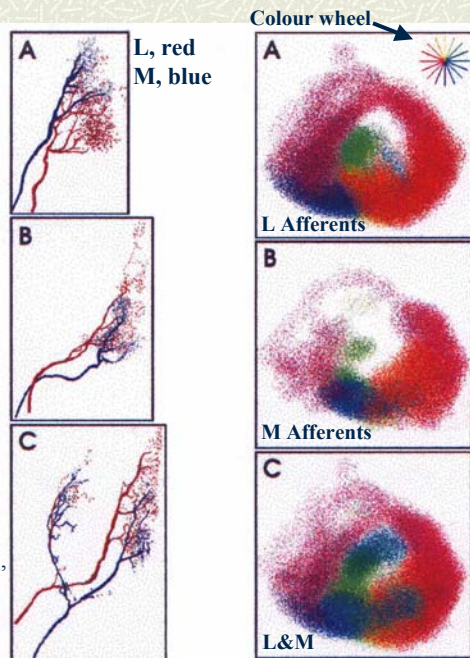 Colour wheel
A
L, red
M, blue
A
L Afferents
B
B
M Afferents
C
C
,
L&M